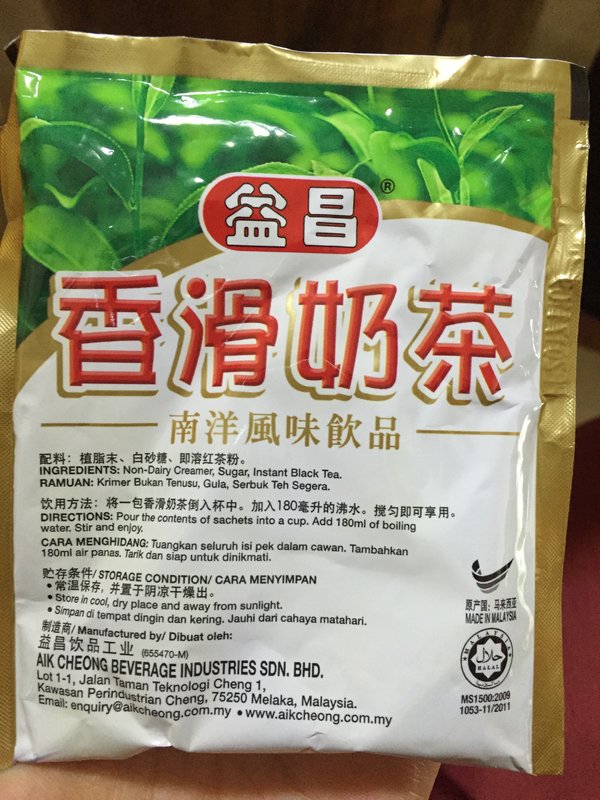 益昌®
香滑奶茶
南洋風味飲品
配料：植脂末、白砂糖、即溶红茶粉。
INGREDIENTS: Non-Dairy Creamer, Sugar, Instant Black Tea.
RAMUAN: Krimer Bukan Tenusu, Gula, Serbuk Teh Segera.
饮用方法：将一包香滑奶茶倒入杯中。加入180毫升的沸水。搅匀即可享用。
DIRECTIONS: Pour the contents of sachets into a cup. Add 180ml of boiling
water. Stir and enjoy.
CARA MENGHIDANG: Tuangkan seluruh isi pek dalam cawan. Tambahkan
180ml air panas. Tarik dan siap untuk dinikmati.
贮存条件/ STORAGE CONDITION/ CARA MENYIMPAN
• 常温保存，并置于阴凉干燥出。
• Store in cool, dry place and away from sunlight.
• Simpan di tempat dingin dan kering. Jauhi dari cahaya matahari.
制造商/ Manufactured by/ Dibuat oleh:
益昌饮品工业 (655470-M)
AIK CHEONG BEVERAGE INDUSTRIES SDN. BHD.
Lot 1-1, Jalan Taman Teknologi Cheng 1,
Kawasan Perindustrian Cheng, 75250 Melaka, Malaysia.
Email: enquiry@aikcheong.com.my • www.aikcheong.com.my
原产国：马来西亚
MADE IN MALAYSIA
MALAYSIA
حلال
HALAL
MS1500:2009
1053-11/2011